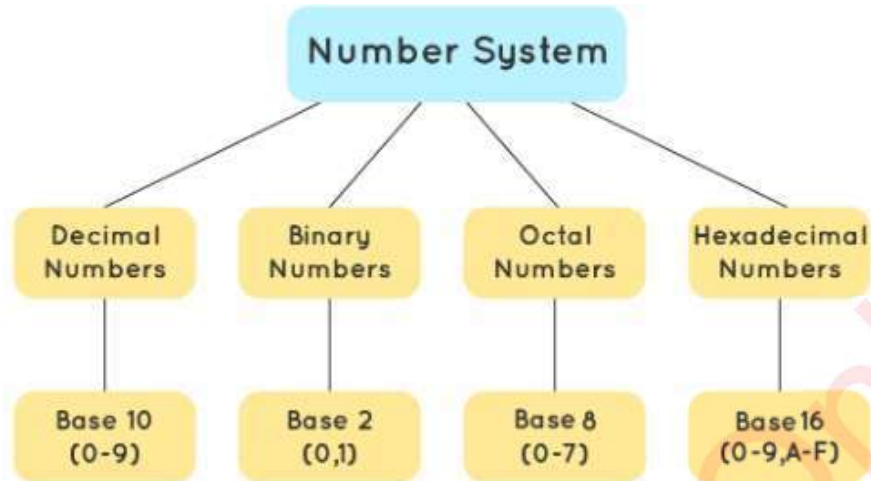 Number System
Decimal
Numbers
Binary
Numbers
Octal
Numbers
Hexadecimal
Numbers
Base 10
(0-9)
Base 2
(0,1)
Base 8
(0-7)
Base 16
(0-9,A-F)